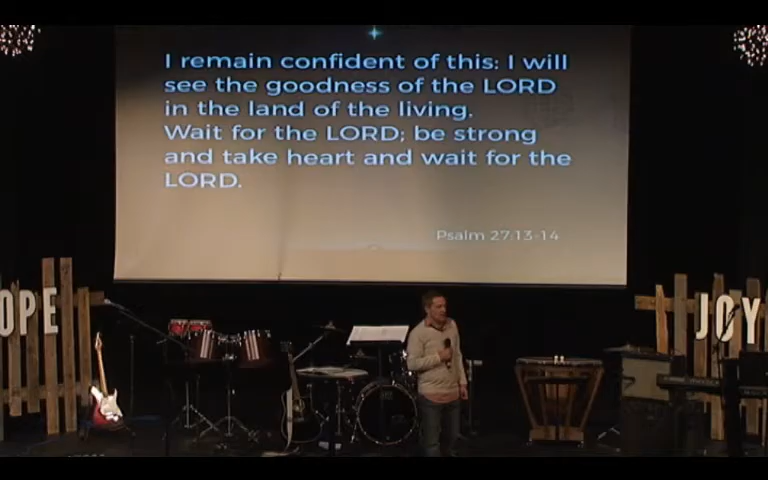 I remain confident of this: I will
see the goodness of the LORD
in the land of the living.
Wait for the LORD; be strong
and take heart and wait for the
LORD.
Psalm 27:13-14
OPE
JOY